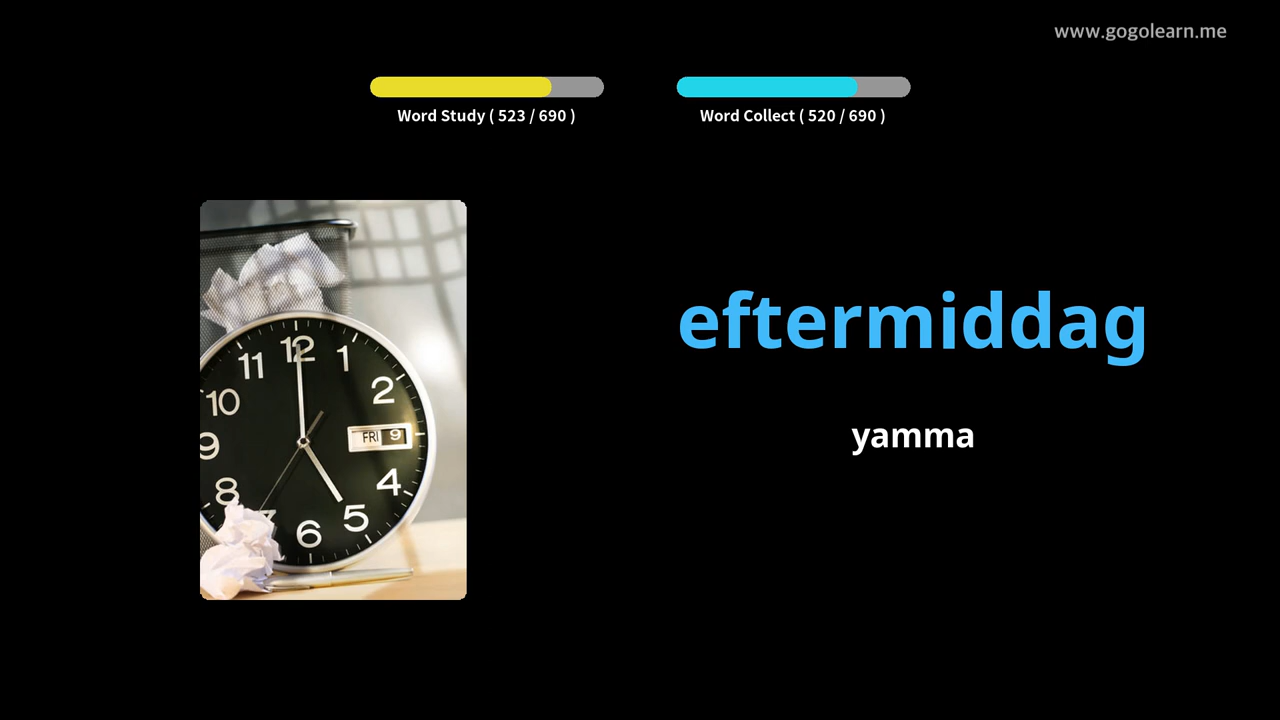 www.gogolearn.me
Word Study ( 523 / 690 )
Word Collect ( 520 / 690 )
eftermiddag
yamma
12
11
1
10
2
9
FRI 9
8
4
7
5
6